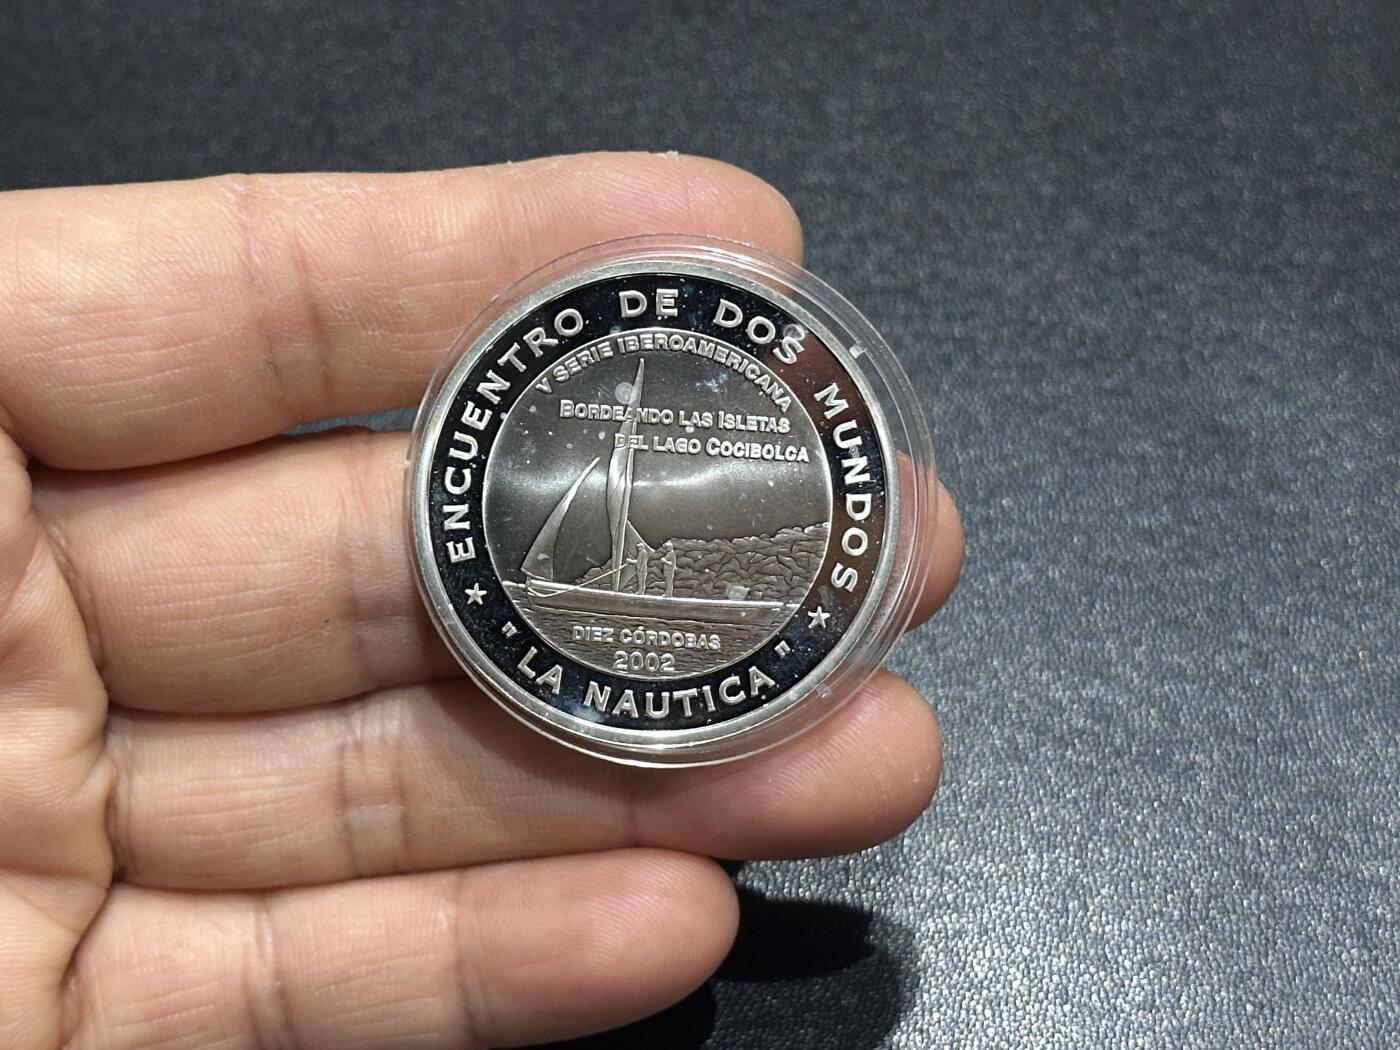 ENCUENTRO DE DOS MUNDOS
V SERIE IBEROAMERICANA
BORDEANDO LAS ISLETAS
DEL LAGO COCIBOLCA
DIEZ CÓRDOBAS
2002
"LA NAUTICA"